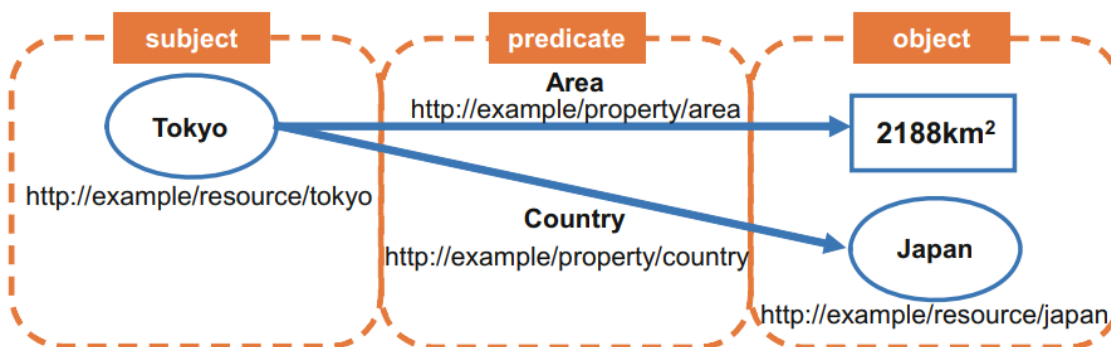 subject
predicate
object
Area
http://example/property/area
Tokyo
2188km²
http://example/resource/tokyo
Country
http://example/property/country
Japan
http://example/resource/japan